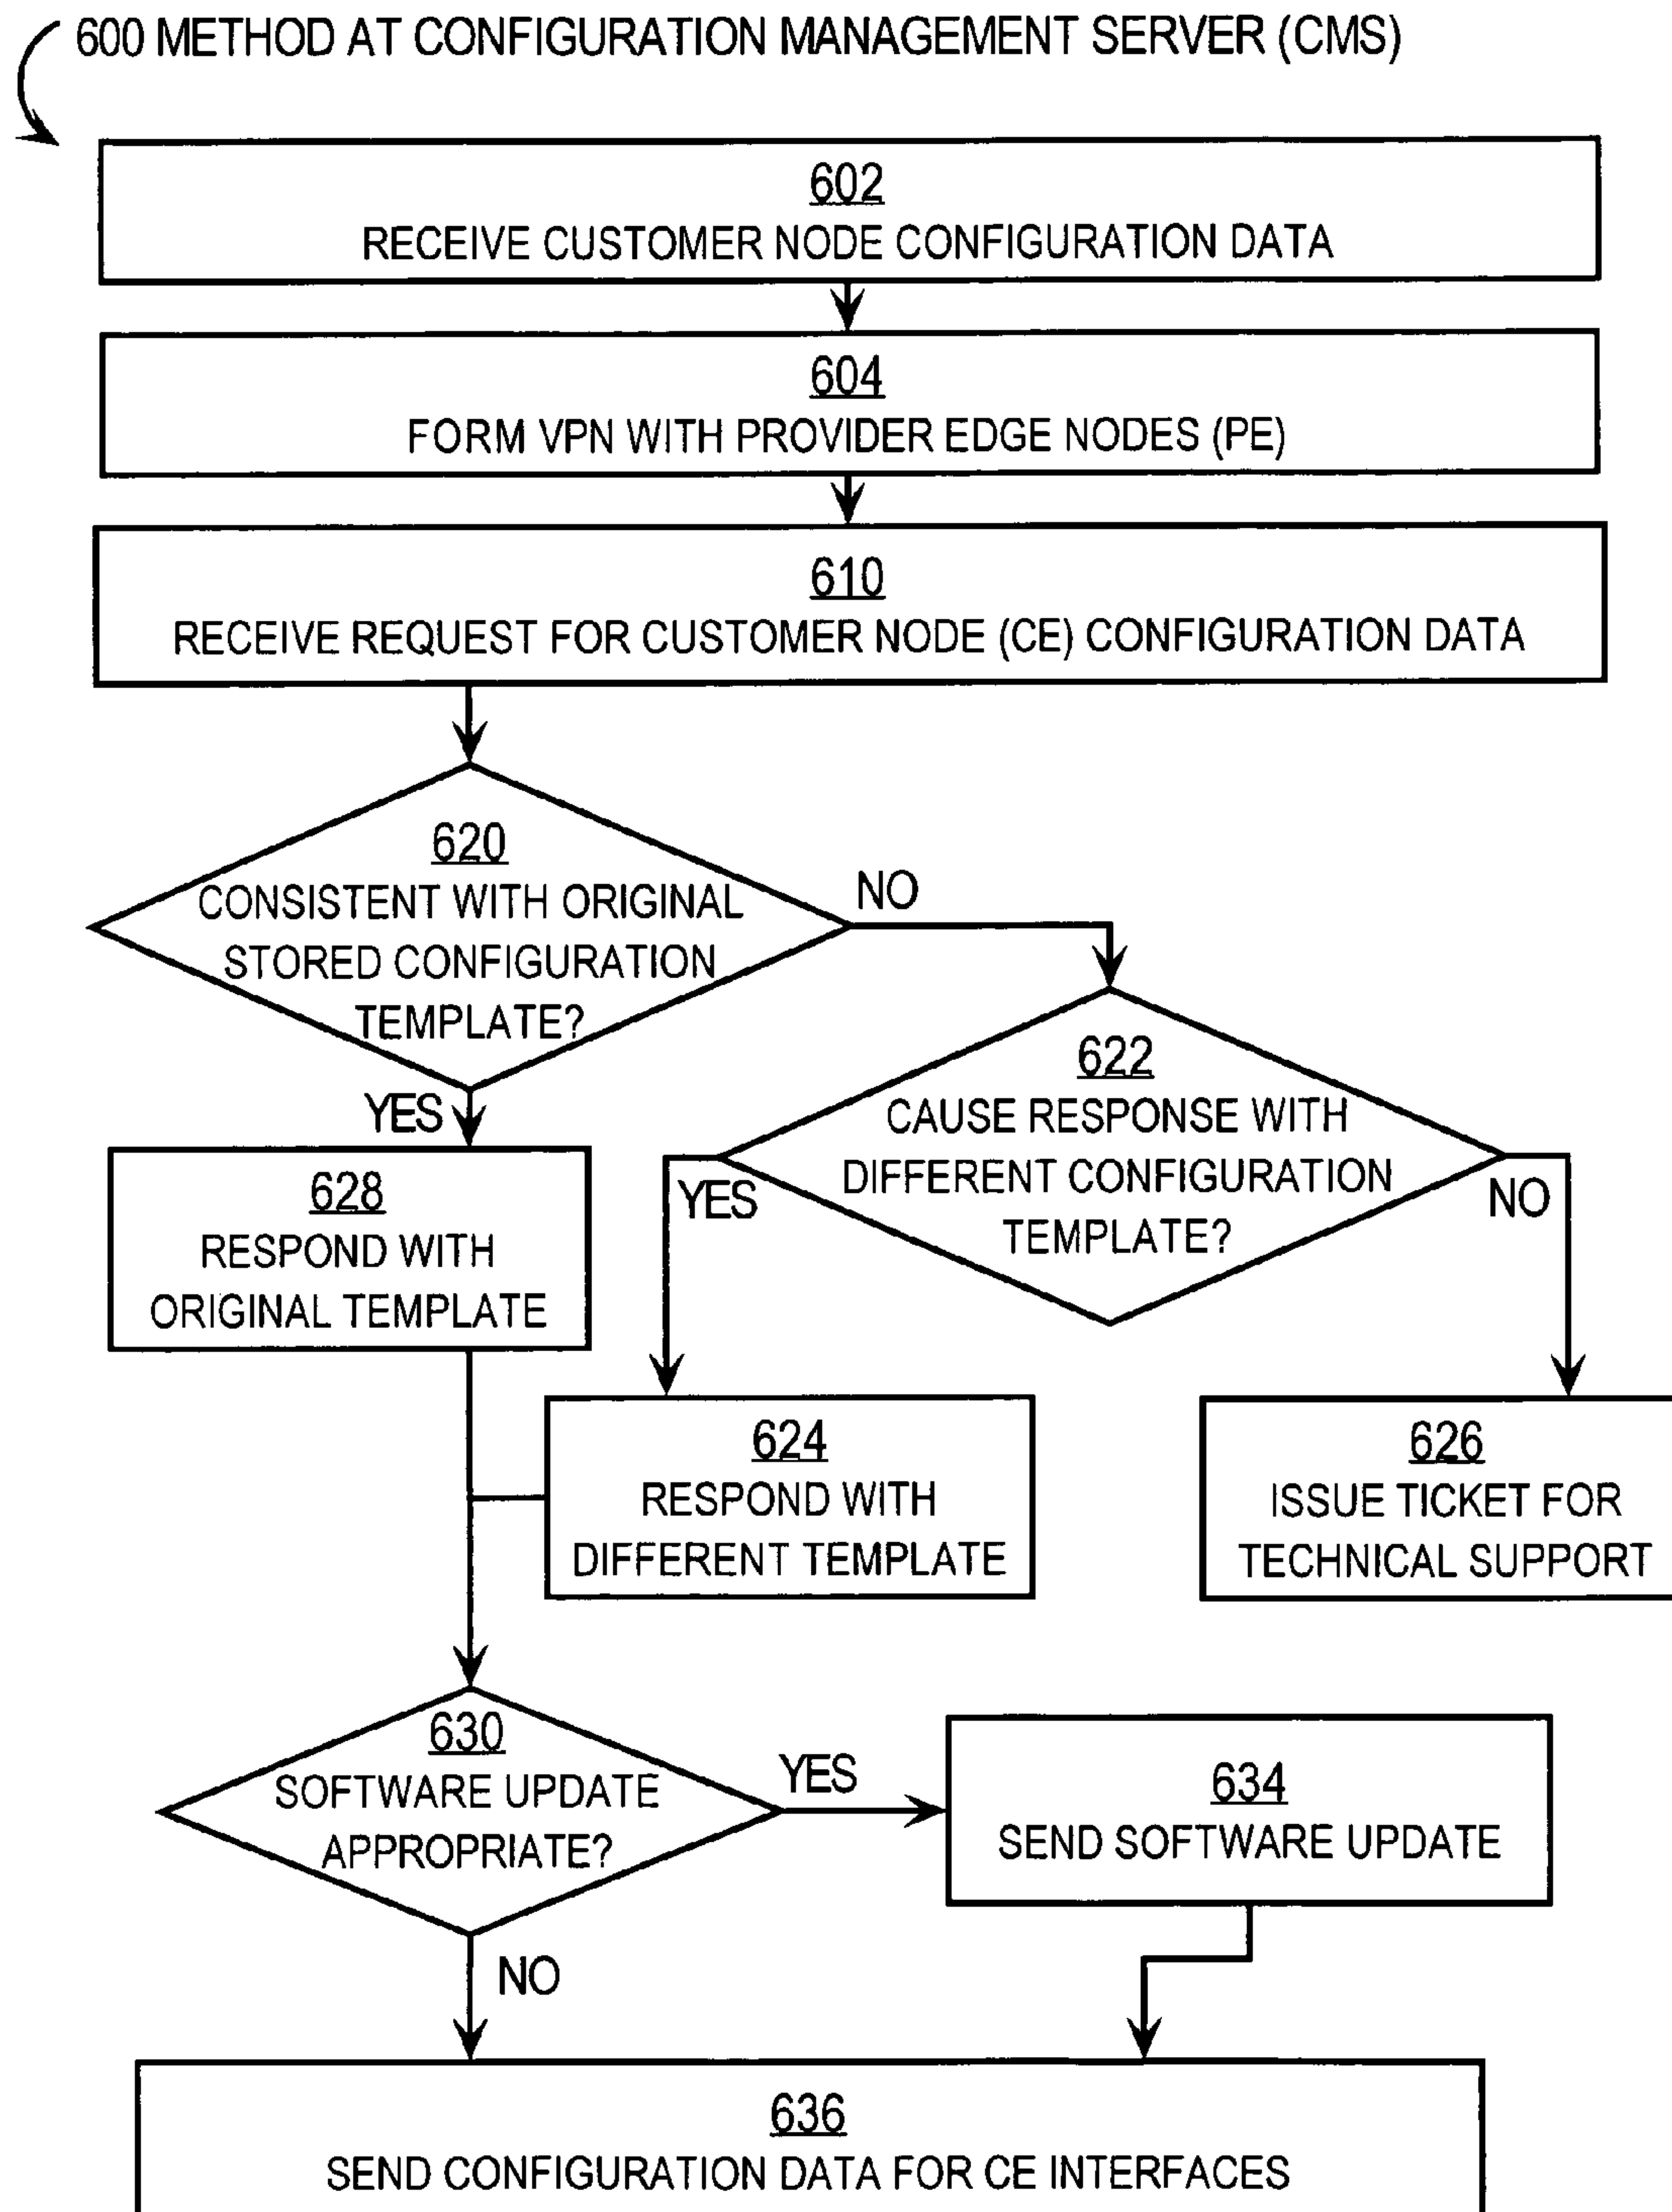 600 METHOD AT CONFIGURATION MANAGEMENT SERVER (CMS)
602
RECEIVE CUSTOMER NODE CONFIGURATION DATA
604
FORM VPN WITH PROVIDER EDGE NODES (PE)
610
RECEIVE REQUEST FOR CUSTOMER NODE (CE) CONFIGURATION DATA
620
CONSISTENT WITH ORIGINAL
STORED CONFIGURATION
TEMPLATE?
NO
YES
622
CAUSE RESPONSE WITH
DIFFERENT CONFIGURATION
TEMPLATE?
YES
NO
628
RESPOND WITH
ORIGINAL TEMPLATE
624
RESPOND WITH
DIFFERENT TEMPLATE
626
ISSUE TICKET FOR
TECHNICAL SUPPORT
630
SOFTWARE UPDATE
APPROPRIATE?
YES
NO
634
SEND SOFTWARE UPDATE
636
SEND CONFIGURATION DATA FOR CE INTERFACES